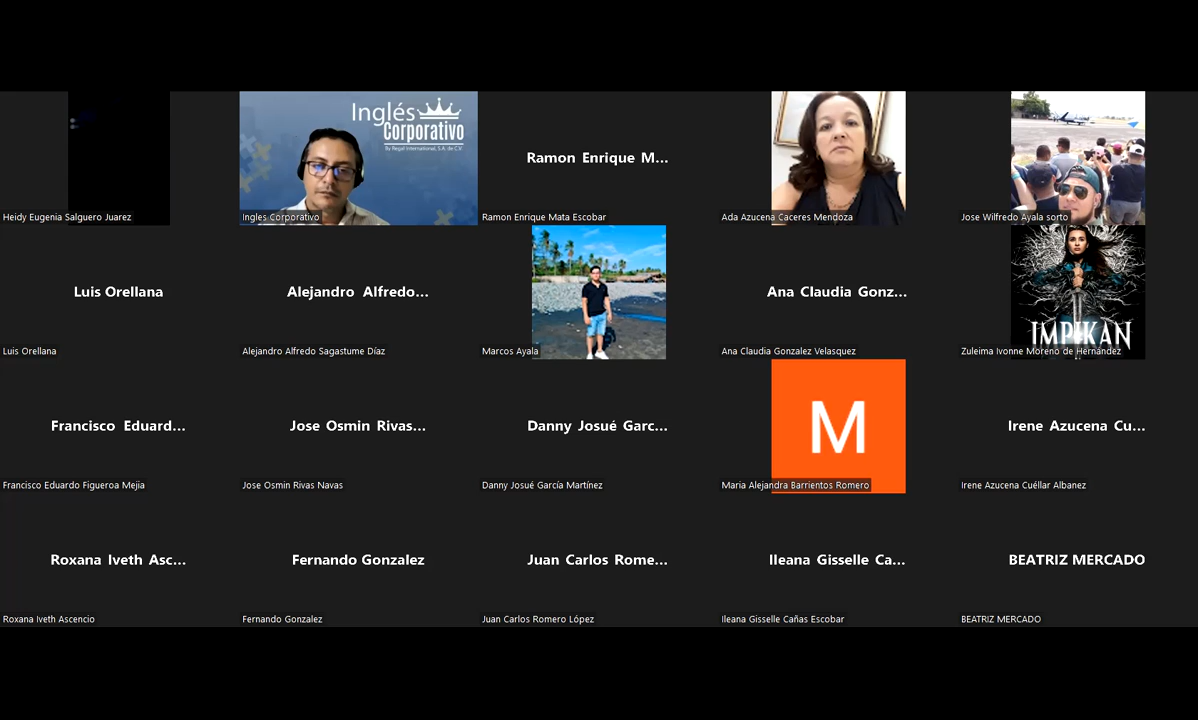 Inglés
Corporativo
By Regall International, S.A. de C.V.
Ramon Enrique M...
Heidy Eugenia Salguero Juarez
Ingles Corporativo
Ramon Enrique Mata Escobar
Ada Azucena Caceres Mendoza
Jose Wilfredo Ayala sorto
Luis Orellana
Alejandro Alfredo...
Ana Claudia Gonz...
IMPIKAN
Luis Orellana
Alejandro Alfredo Sagastume Díaz
Marcos Ayala
Ana Claudia Gonzalez Velasquez
Zuleima Ivonne Moreno de Hernández
Francisco Eduard...
Jose Osmin Rivas...
Danny Josué Garc...
M
Irene Azucena Cu...
Francisco Eduardo Figueroa Mejia
Jose Osmin Rivas Navas
Danny Josué García Martínez
Maria Alejandra Barrientos Romero
Irene Azucena Cuéllar Albanez
Roxana Iveth Asc...
Fernando Gonzalez
Juan Carlos Rome...
Ileana Gisselle Ca...
BEATRIZ MERCADO
Roxana Iveth Ascencio
Fernando Gonzalez
Juan Carlos Romero López
Ileana Gisselle Cañas Escobar
BEATRIZ MERCADO